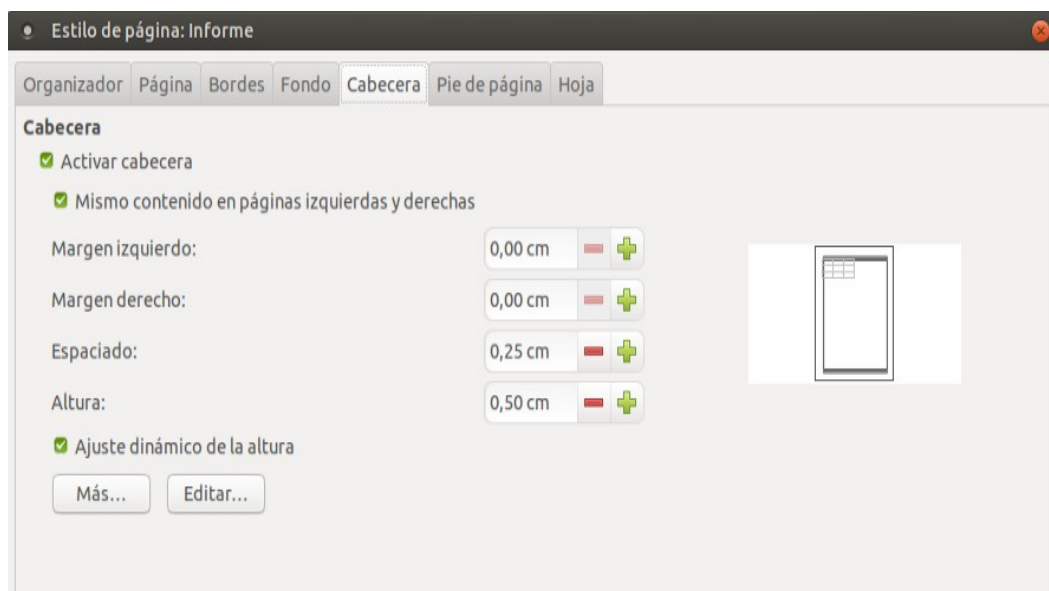 Estilo de página: Informe
Organizador Página Bordes Fondo Cabecera Pie de página Hoja
Cabecera
Activar cabecera
Mismo contenido en páginas izquierdas y derechas
Margen izquierdo: 0,00 cm
Margen derecho: 0,00 cm
Espaciado: 0,25 cm
Altura: 0,50 cm
Ajuste dinámico de la altura
Más... Editar...